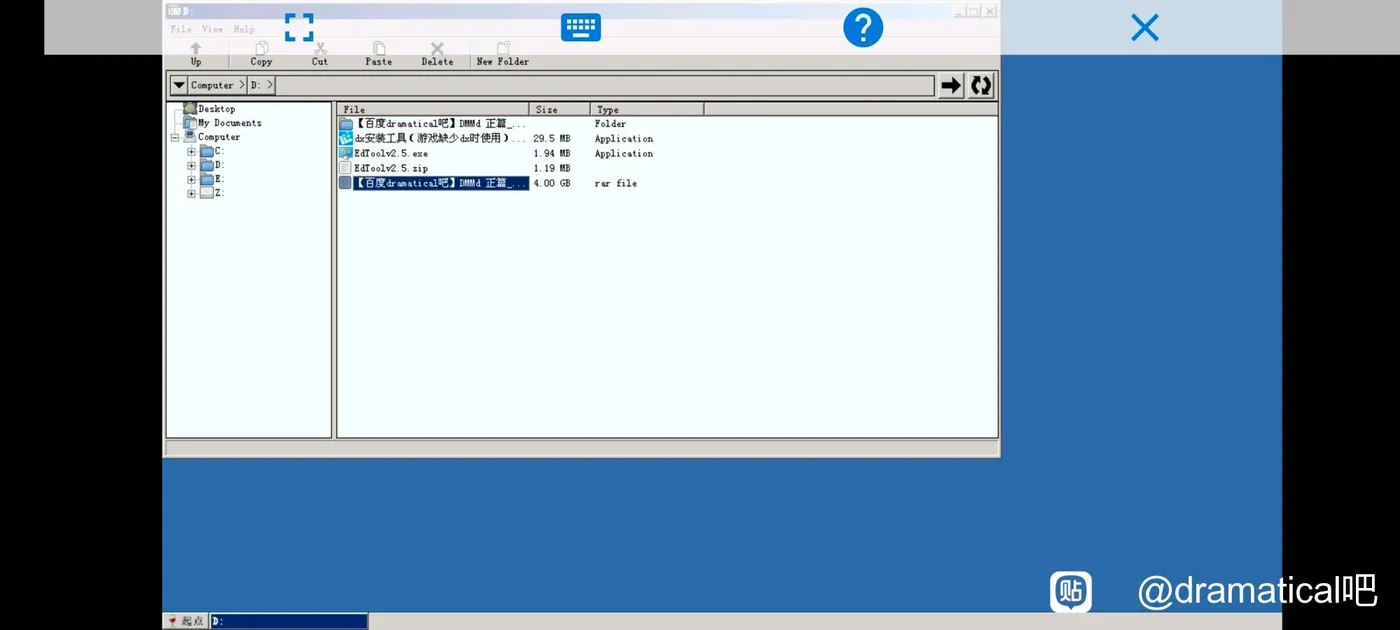 D:
File View Help
Up Copy Cut Paste Delete New Folder
Computer > D: >
Desktop
My Documents
Computer
C:
D:
E:
Z:
File Size Type
【百度dramatical吧】DMMd 正篇_... Folder
dx安装工具(游戏缺少dx时使用)... 29.5 MB Application
EdToolv2.5.exe 1.94 MB Application
EdToolv2.5.zip 1.19 MB
【百度dramatical吧】DMMd 正篇_... 4.00 GB rar file
贴 @dramatical吧
起点 D: